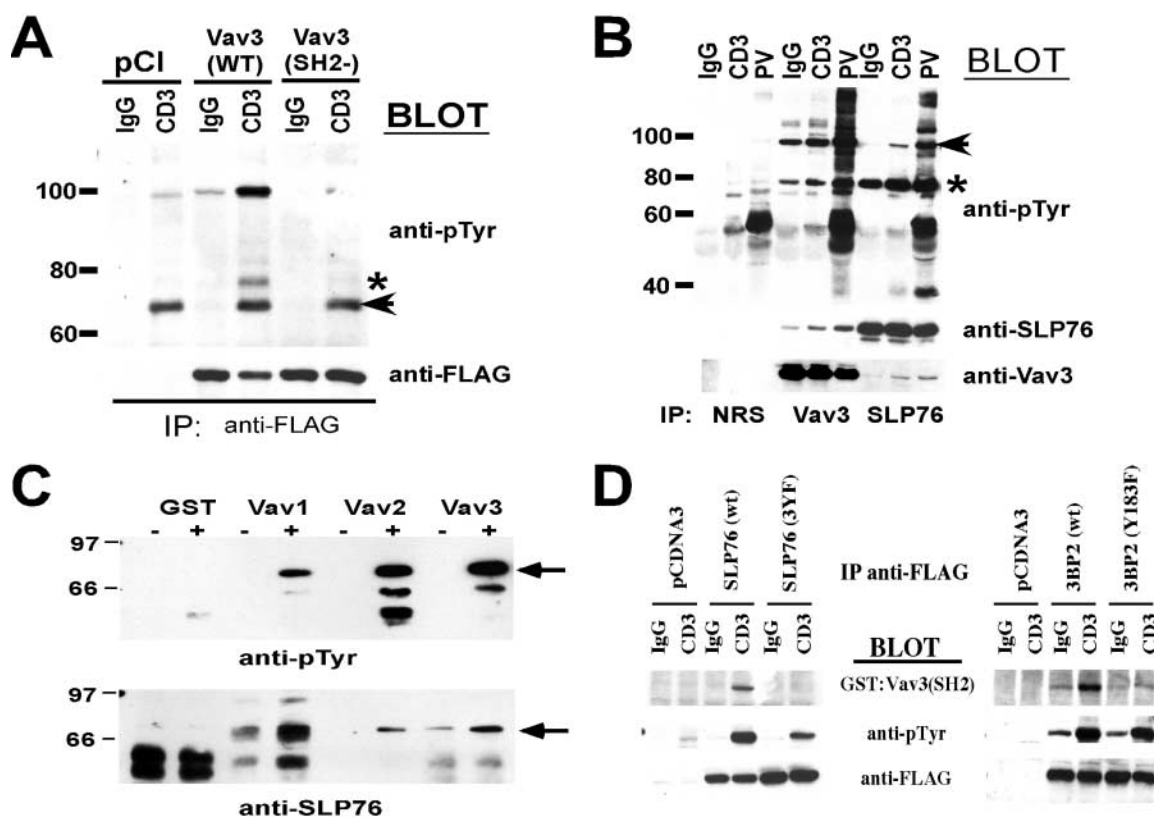 A
pCI
Vav3
(WT)
Vav3
(SH2-)
IgG
CD3
IgG
CD3
IgG
CD3
BLOT
100
80
60
anti-pTyr
*
anti-FLAG
IP: anti-FLAG
B
IgG
CD3
PV
IgG
CD3
PV
IgG
CD3
PV
BLOT
100
80
60
40
*
anti-pTyr
anti-SLP76
anti-Vav3
IP: NRS Vav3 SLP76
C
GST Vav1 Vav2 Vav3
- + - + - + - +
97
66
anti-pTyr
97
66
anti-SLP76
D
pCDNA3
SLP76 (wt)
SLP76 (3YF)
IP anti-FLAG
pCDNA3
3BP2 (wt)
3BP2 (Y183F)
IgG
CD3
IgG
CD3
IgG
CD3
BLOT
IgG
CD3
IgG
CD3
IgG
CD3
GST:Vav3(SH2)
anti-pTyr
anti-FLAG